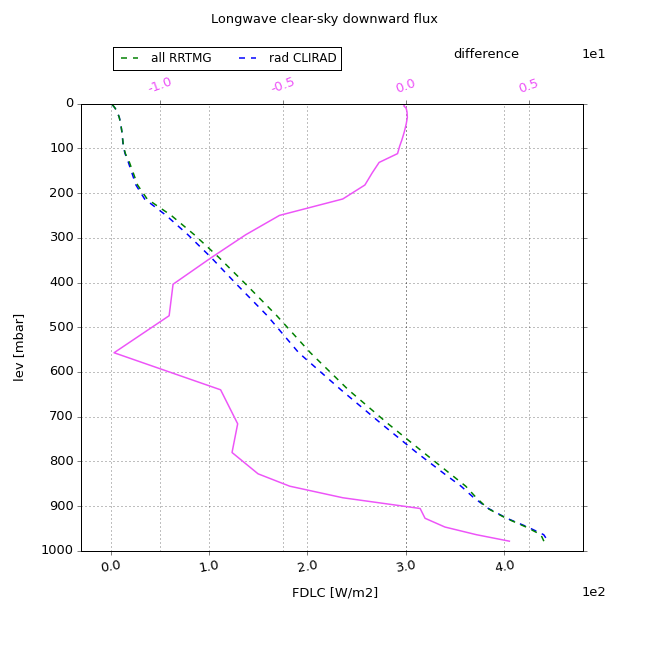 Longwave clear-sky downward flux
all RRTMG rad CLIRAD
difference 1e1
-1.0 -0.5 0.0 0.5
0
100
200
300
400
500
600
700
800
900
1000
lev [mbar]
0.0 1.0 2.0 3.0 4.0
FDLC [W/m2] 1e2